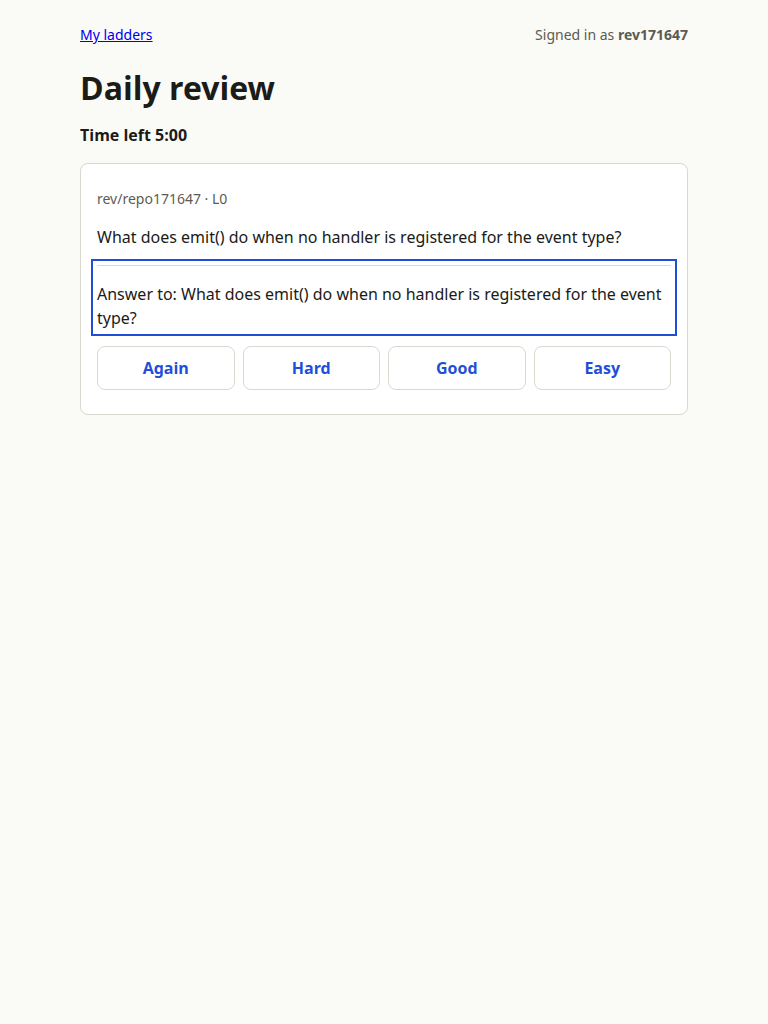 My ladders
Signed in as rev171647
Daily review
Time left 5:00
rev/repo171647 · L0
What does emit() do when no handler is registered for the event type?
Answer to: What does emit() do when no handler is registered for the event
type?
Again
Hard
Good
Easy